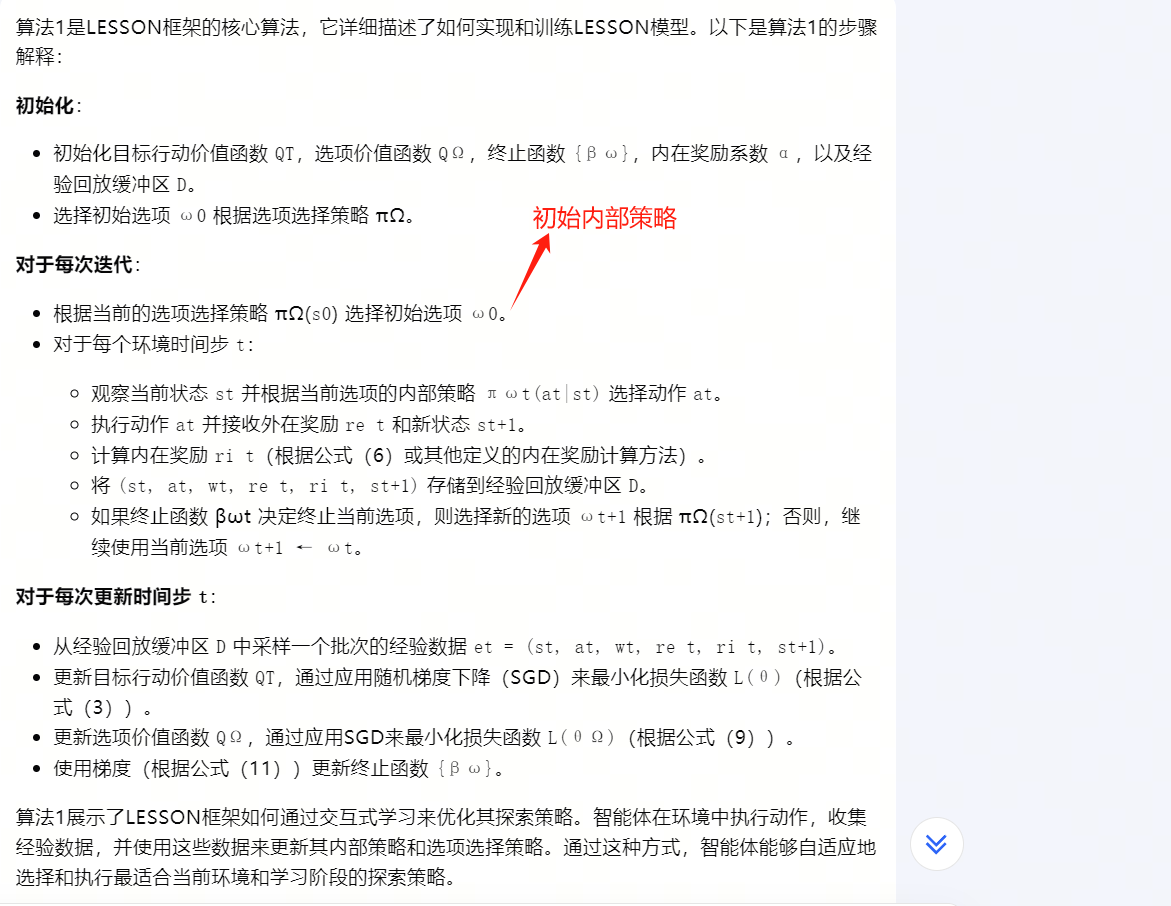 算法1是LESSON框架的核心算法，它详细描述了如何实现和训练LESSON模型。以下是算法1的步骤
解释：
初始化：
初始化目标行动价值函数 QT，选项价值函数 QΩ，终止函数 {βω}，内在奖励系数 α，以及经
验回放缓冲区 D。
选择初始选项 ω0 根据选项选择策略 πΩ。
初始内部策略
对于每次迭代：
根据当前的选项选择策略 πΩ(s0) 选择初始选项 ω0。
对于每个环境时间步 t：
观察当前状态 st 并根据当前选项的内部策略 πωt(at|st) 选择动作 at。
执行动作 at 并接收外在奖励 re t 和新状态 st+1。
计算内在奖励 ri t（根据公式（6）或其他定义的内在奖励计算方法）。
将 (st, at, wt, re t, ri t, st+1) 存储到经验回放缓冲区 D。
如果终止函数 βωt 决定终止当前选项，则选择新的选项 ωt+1 根据 πΩ(st+1)；否则，继
续使用当前选项 ωt+1 ← ωt。
对于每次更新时间步 t：
从经验回放缓冲区 D 中采样一个批次的经验数据 et = (st, at, wt, re t, ri t, st+1)。
更新目标行动价值函数 QT，通过应用随机梯度下降（SGD）来最小化损失函数 L(θ)（根据公
式（3））。
更新选项价值函数 QΩ，通过应用SGD来最小化损失函数 L(θΩ)（根据公式（9））。
使用梯度（根据公式（11））更新终止函数 {βω}。
算法1展示了LESSON框架如何通过交互式学习来优化其探索策略。智能体在环境中执行动作，收集
经验数据，并使用这些数据来更新其内部策略和选项选择策略。通过这种方式，智能体能够自适应地
选择和执行最适合当前环境和学习阶段的探索策略。